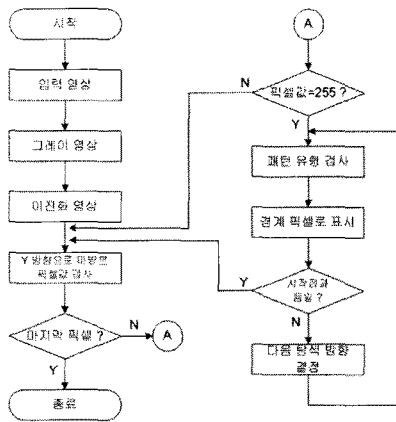 시작
입력 영상
그레이 영상
이진화 영상
Y 방향으로
픽셀값 검사
마지막 픽셀 ?
N
A
Y
종료
A
픽셀값=255 ?
N
Y
패턴 유형 검사
경계 픽셀로 표시
시작점과
동일 ?
Y
N
다음 탐색 방향
결정